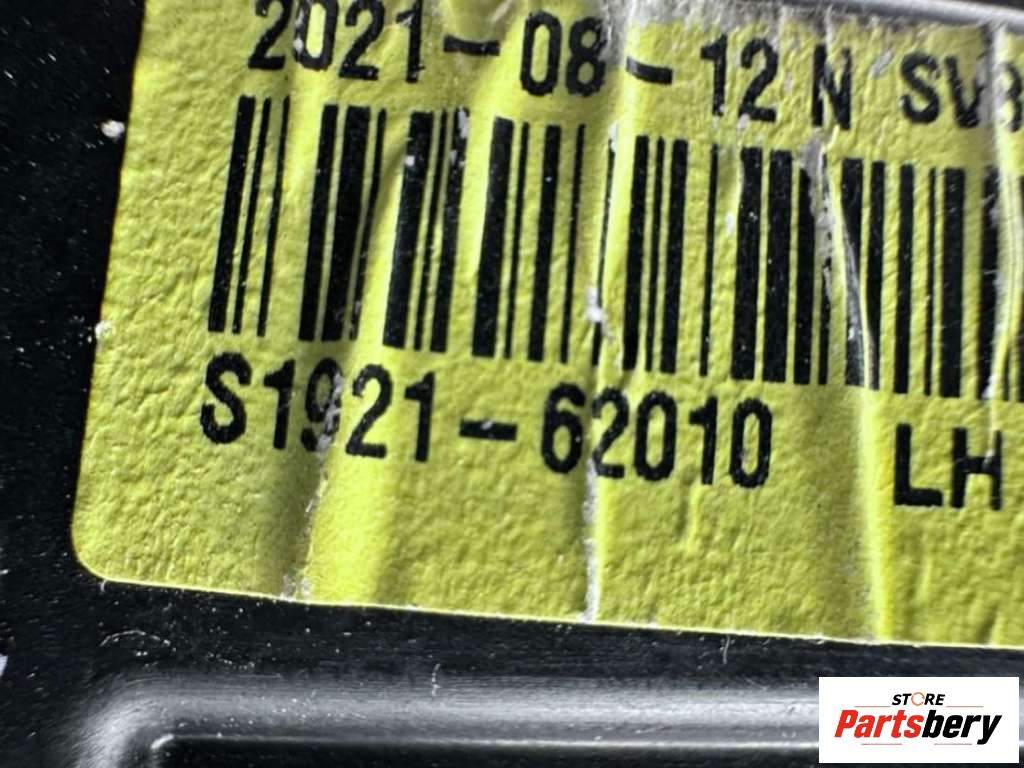 2021-08-12 N
S1921-62010 LH
STORE
Partsbery